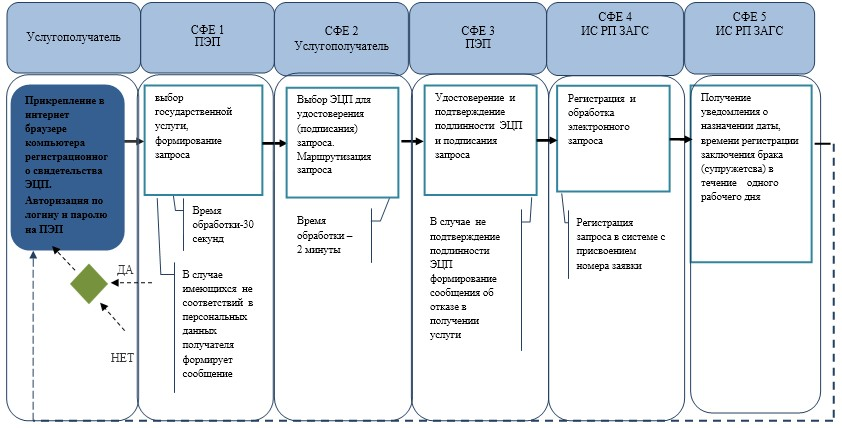 Услугополучатель
СФЕ 1
ПЭП
СФЕ 2
Услугополучатель
СФЕ 3
ПЭП
СФЕ 4
ИС РП ЗАГС
СФЕ 5
ИС РП ЗАГС
Прикрепление в
интернет
браузере
компьютера
регистрационног
о свидетельства
ЭЦП.
Авторизация по
логину и паролю
на ПЭП
ДА
НЕТ
выбор
государственной
услуги,
формирование
запроса
Время
обработки-30
секунд
В случае
имеющихся не
соответствий в
персональных
данных
получателя
формирует
сообщение
Выбор ЭЦП для
удостоверения
(подписания)
запроса.
Маршрутизация
запроса
Время
обработки –
2 минуты
Удостоверение и
подтверждение
подлинности ЭЦП
и подписания
запроса
В случае не
подтверждение
подлинности
ЭЦП
формирование
сообщения об
отказе в
получении
услуги
Регистрация и
обработка
электронного
запроса
Регистрация
запроса в системе с
присвоением
номера заявки
Получение
уведомления о
назначении даты,
времени регистрации
заключения брака
(супружетсва) в
течение одного
рабочего дня